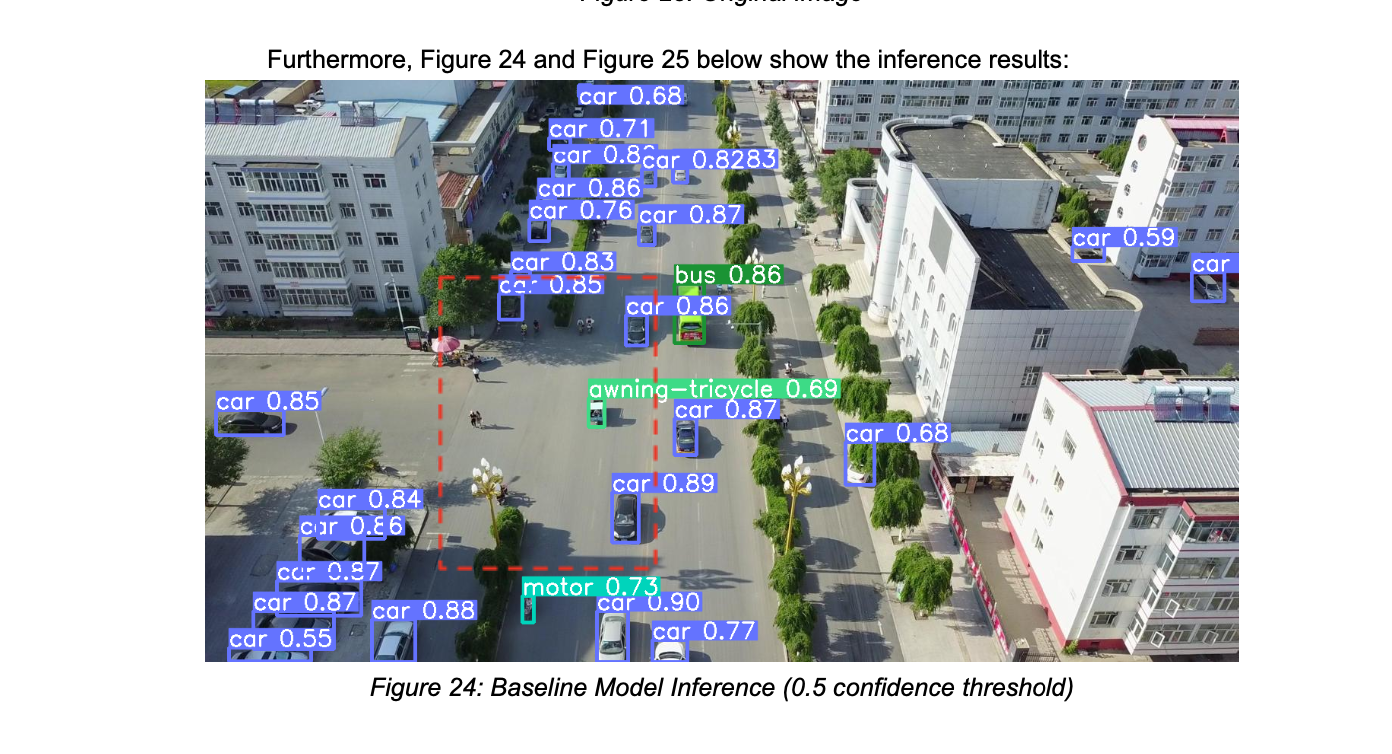 Furthermore, Figure 24 and Figure 25 below show the inference results:
car 0.68
car 0.71
car 0.8
car 0.8283
car 0.86
car 0.76
car 0.87
car 0.59
car 0.83
car
bus 0.86
car 0.85
car 0.86
awning-tricycle 0.69
car 0.85
car 0.87
car 0.68
car 0.89
car 0.84
car 0.86
car 0.87
motor 0.73
car 0.87
car 0.90
car 0.88
car 0.77
car 0.55
Figure 24: Baseline Model Inference (0.5 confidence threshold)